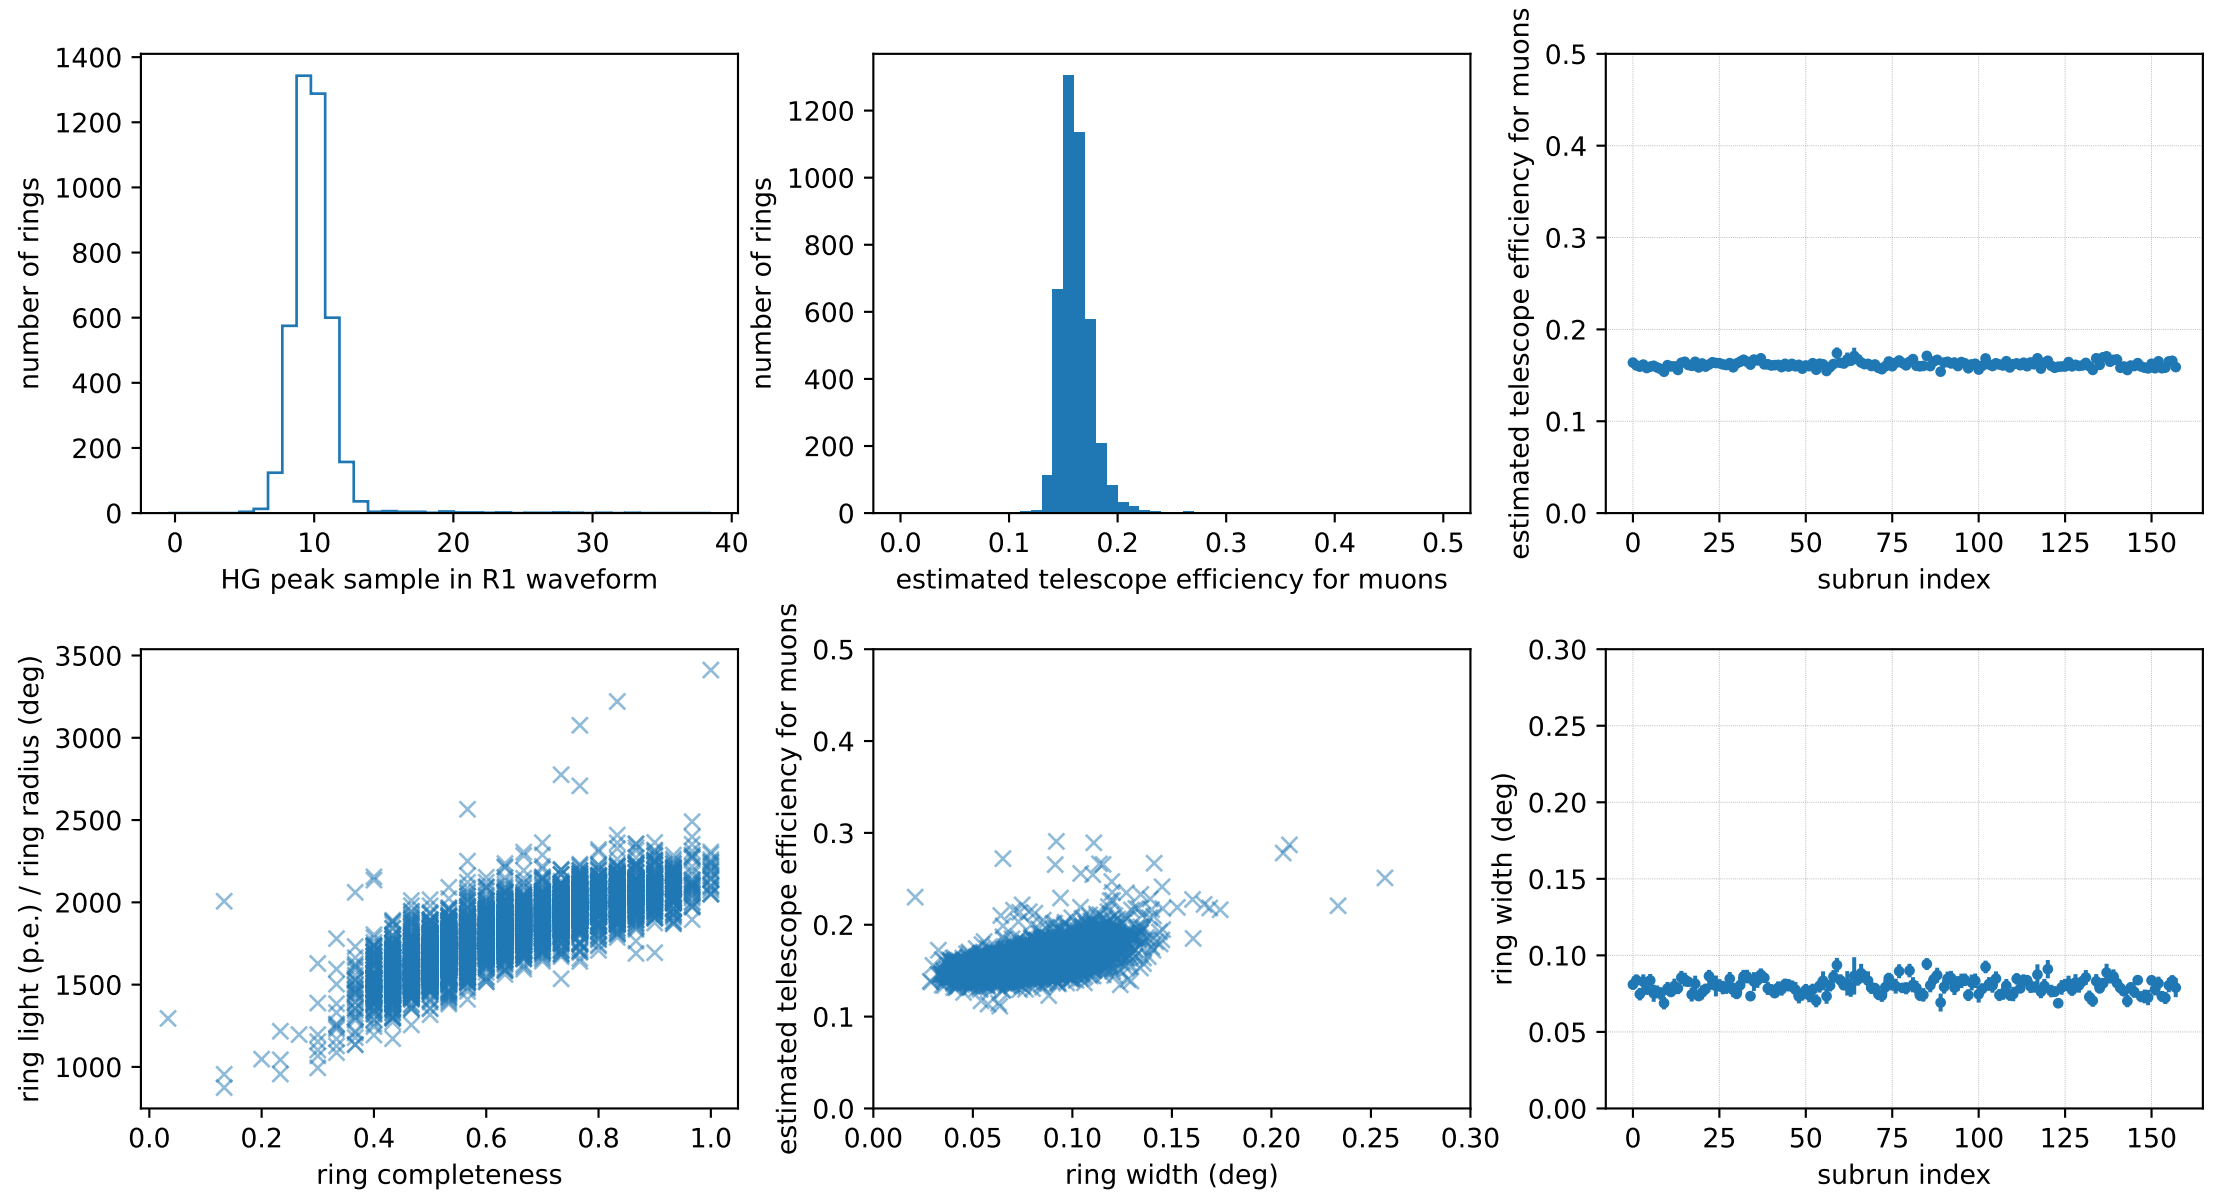 1400
1200
1000
800
600
400
200
0
number of rings
0 10 20 30 40
HG peak sample in R1 waveform
1200
1000
800
600
400
200
0
number of rings
0.0 0.1 0.2 0.3 0.4 0.5
estimated telescope efficiency for muons
0.5
0.4
0.3
0.2
0.1
0.0
estimated telescope efficiency for muons
0 25 50 75 100 125 150
subrun index
3500
3000
2500
2000
1500
1000
ring light (p.e.) / ring radius (deg)
0.0 0.2 0.4 0.6 0.8 1.0
ring completeness
0.5
0.4
0.3
0.2
0.1
0.0
estimated telescope efficiency for muons
0.00 0.05 0.10 0.15 0.20 0.25 0.30
ring width (deg)
0.30
0.25
0.20
0.15
0.10
0.05
0.00
ring width (deg)
0 25 50 75 100 125 150
subrun index